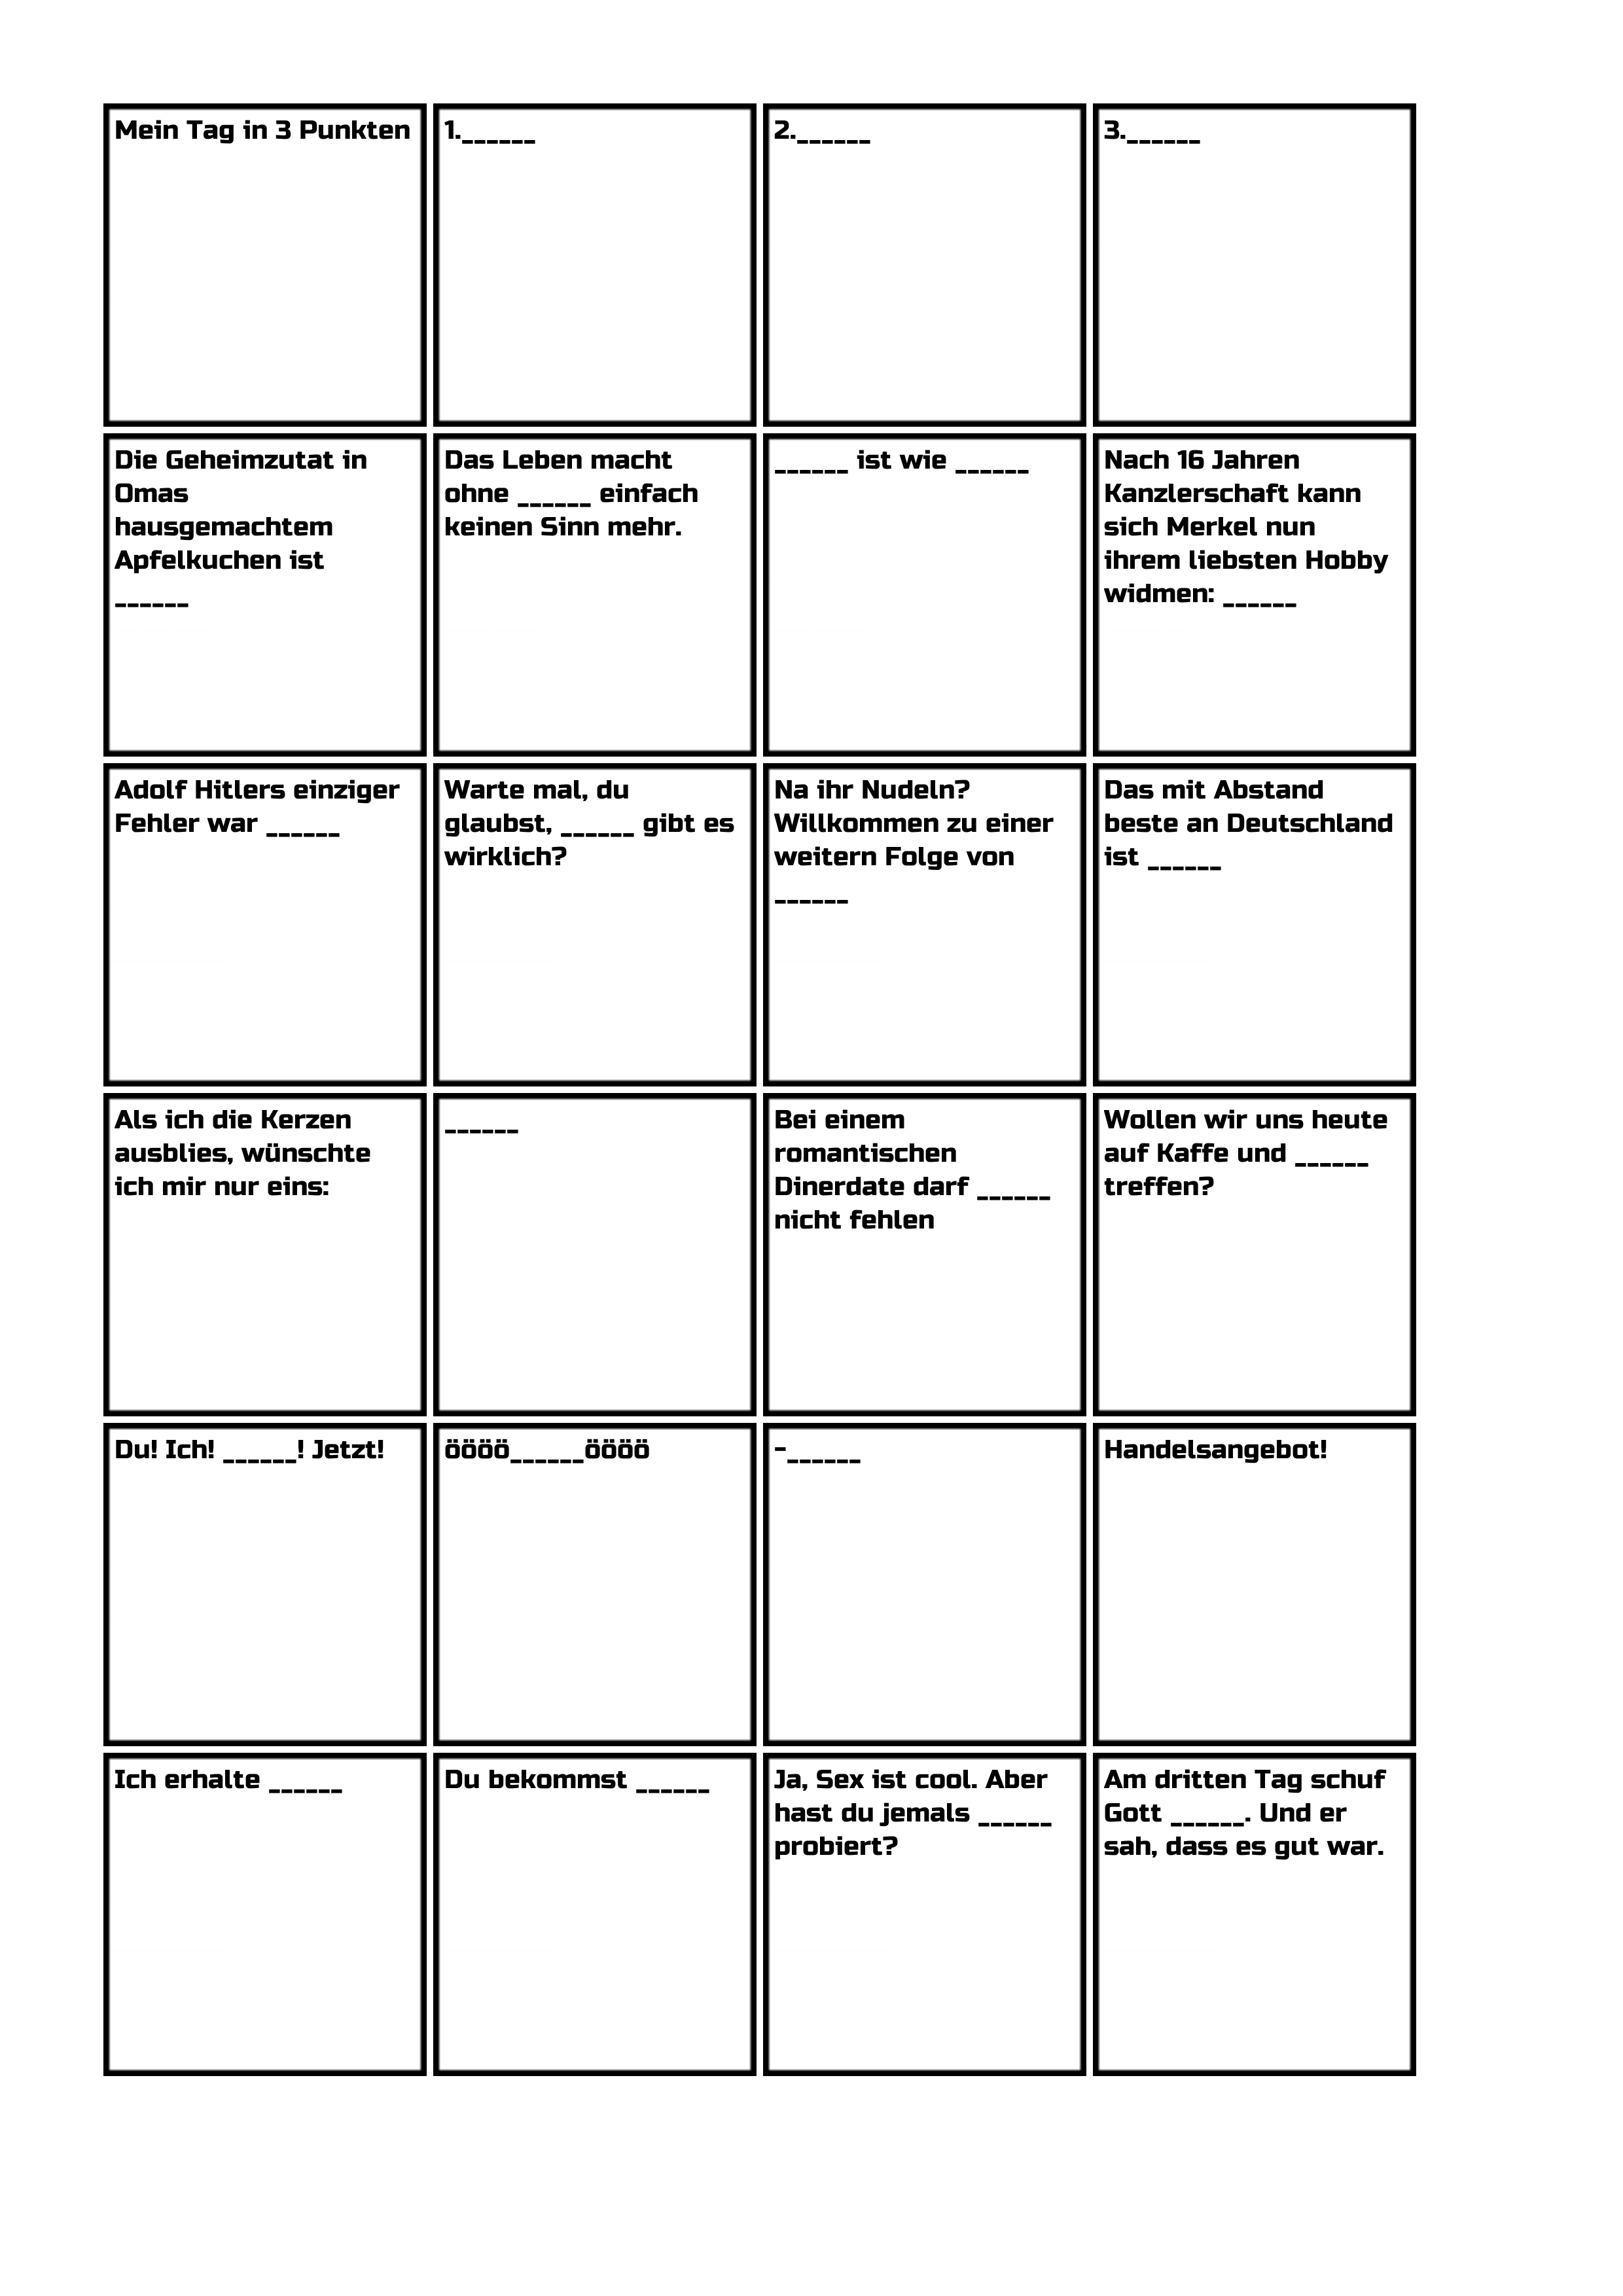 Mein Tag in 3 Punkten
1.______
2.______
3.______
Die Geheimzutat in
Omas
hausgemachtem
Apfelkuchen ist
______
Das Leben macht
ohne ______ einfach
keinen Sinn mehr.
______ ist wie ______
Nach 16 Jahren
Kanzlerschaft kann
sich Merkel nun
ihrem liebsten Hobby
widmen: ______
Adolf Hitlers einziger
Fehler war ______
Warte mal, du
glaubst, ______ gibt es
wirklich?
Na ihr Nudeln?
Willkommen zu einer
weitern Folge von
______
Das mit Abstand
beste an Deutschland
ist ______
Als ich die Kerzen
ausblies, wünschte
ich mir nur eins:
______
Bei einem
romantischen
Dinerdate darf ______
nicht fehlen
Wollen wir uns heute
auf Kaffe und ______
treffen?
Du! Ich! ______! Jetzt!
öööö______öööö
-______
Handelsangebot!
Ich erhalte ______
Du bekommst ______
Ja, Sex ist cool. Aber
hast du jemals ______
probiert?
Am dritten Tag schuf
Gott ______. Und er
sah, dass es gut war.